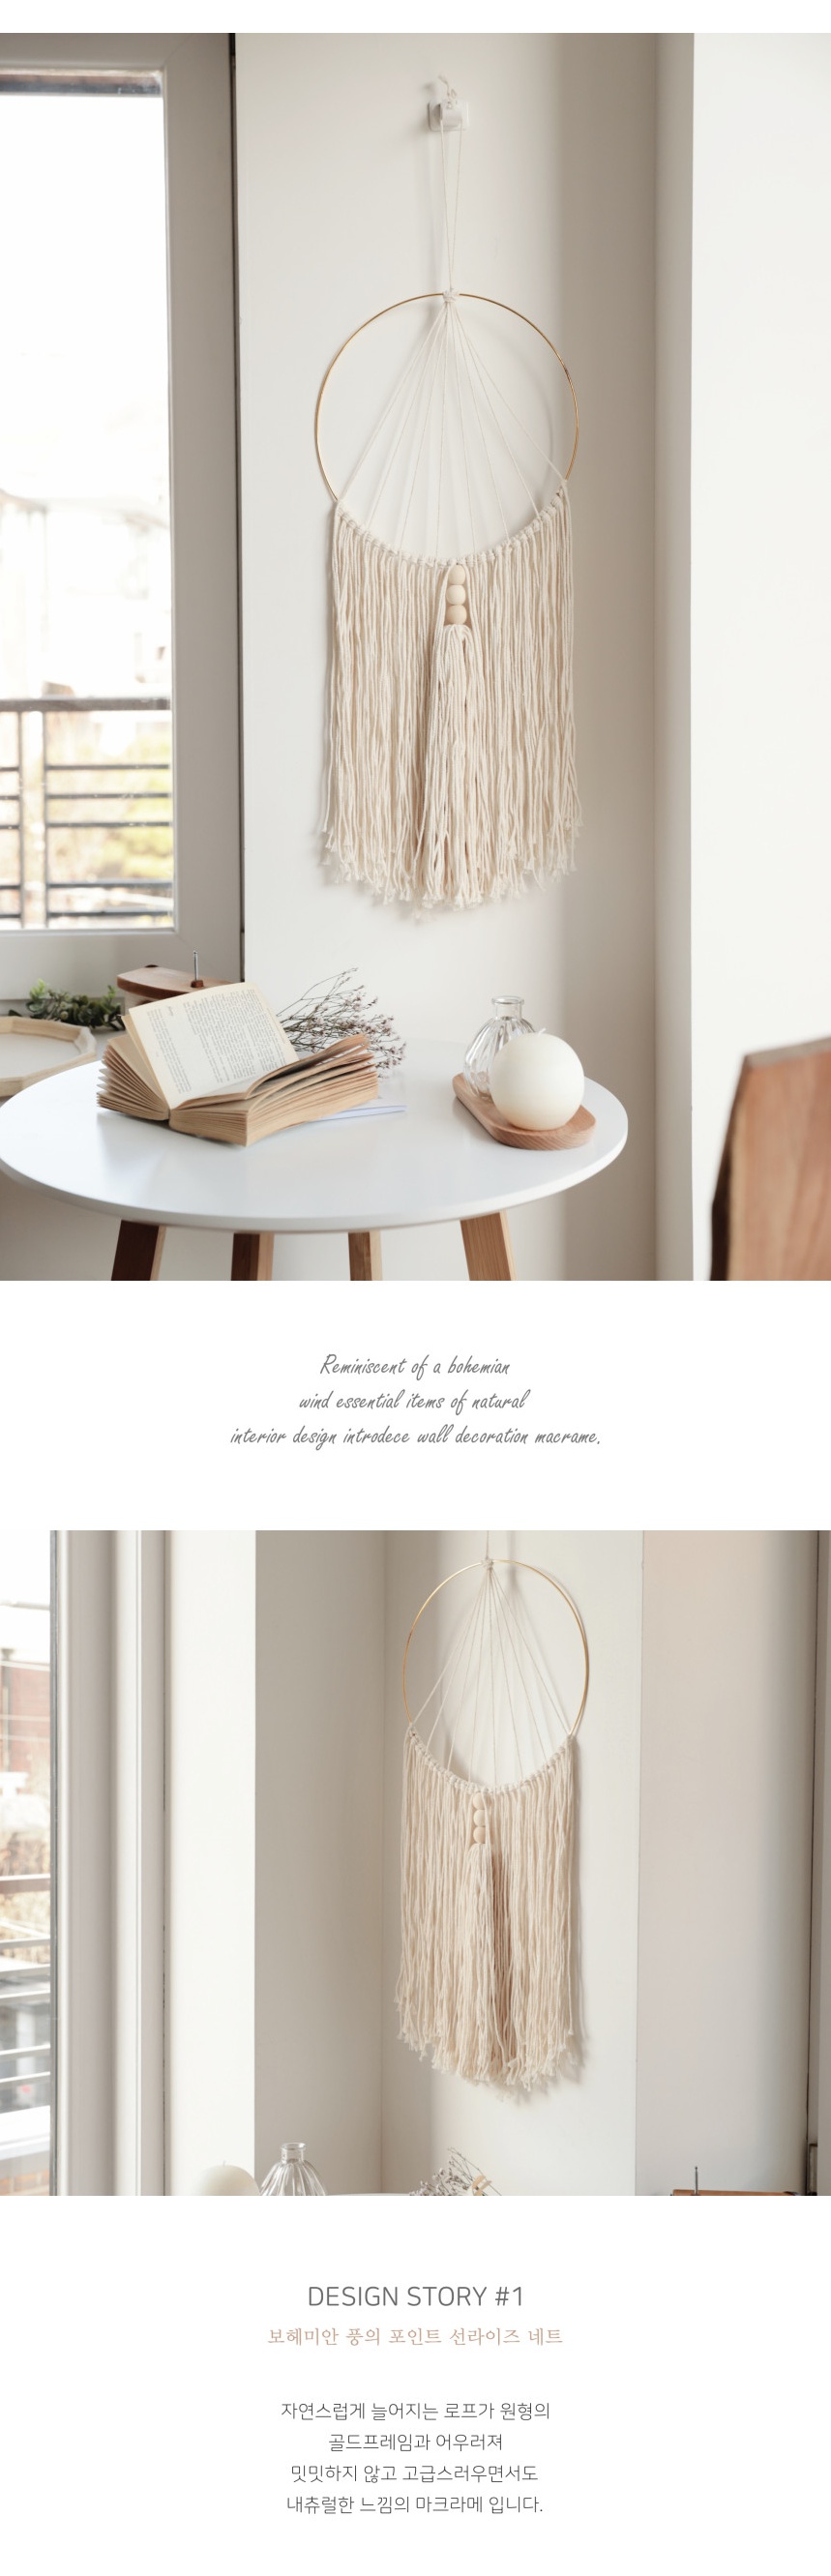 Reminiscent of a bohemian
wind essential items of natural
interior design introdece wall decoration macrame.
DESIGN STORY #1
보헤미안 풍의 포인트 선라이즈 네트
자연스럽게 늘어지는 로프가 원형의
골드프레임과 어우러져
밋밋하지 않고 고급스러우면서도
내츄럴한 느낌의 마크라메 입니다.